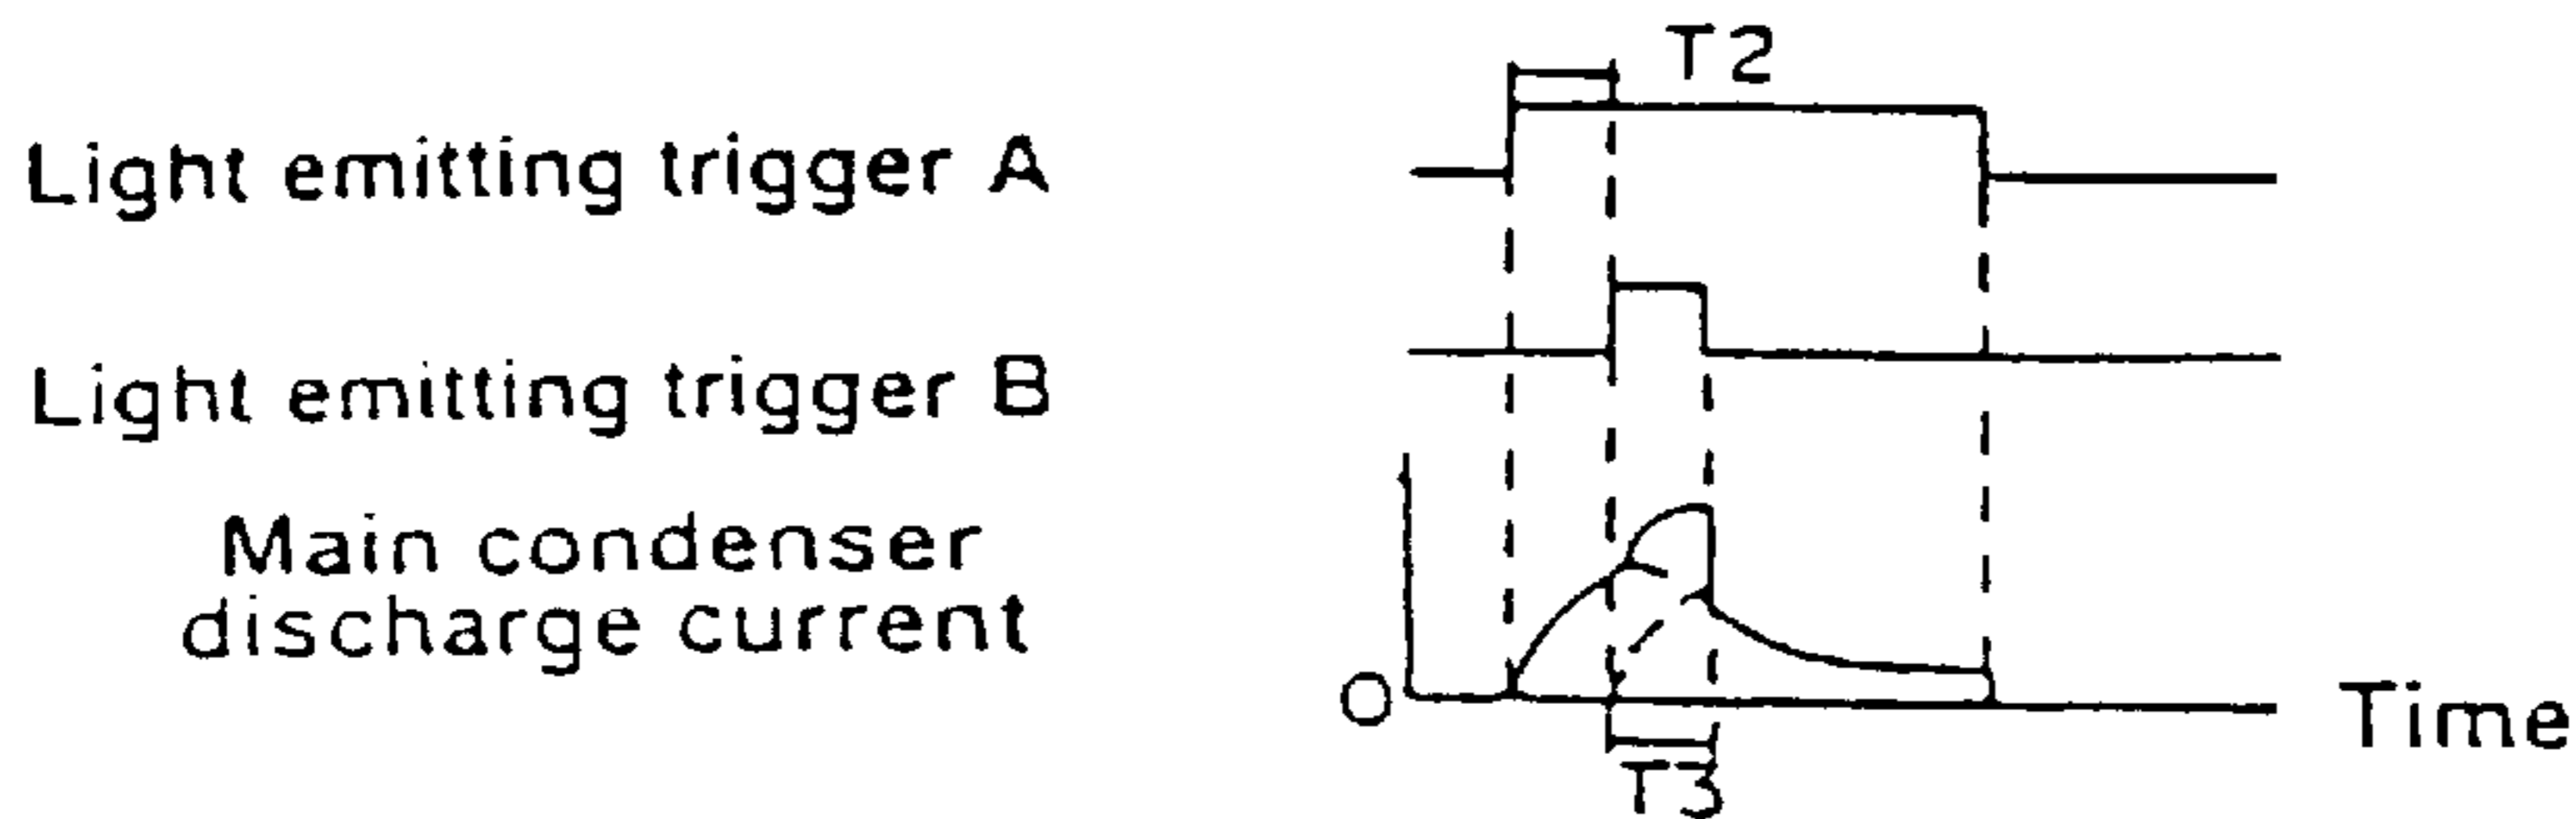 T2
Light emitting trigger A
Light emitting trigger B
Main condenser
discharge current
O
Time
T3